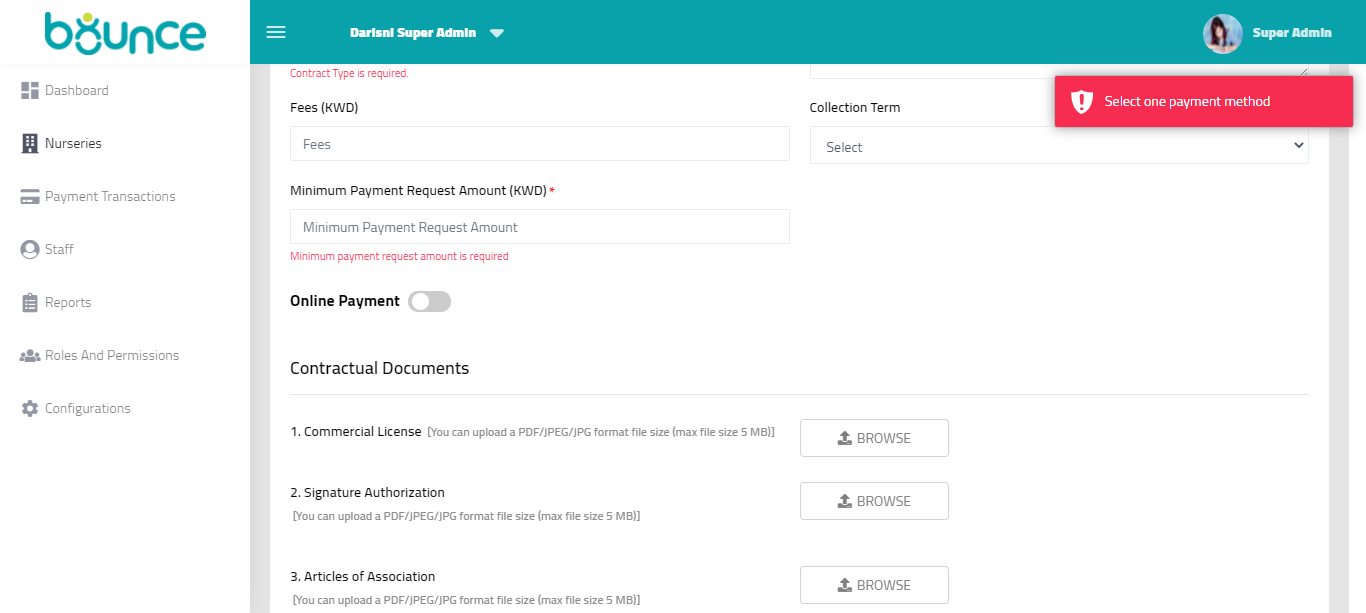 bounce
Darisni Super Admin
Super Admin
Dashboard
Nurseries
Payment Transactions
Staff
Reports
Roles And Permissions
Configurations
Contract Type is required.
Select one payment method
Fees (KWD)
Collection Term
Fees
Select
Minimum Payment Request Amount (KWD)*
Minimum Payment Request Amount
Minimum payment request amount is required
Online Payment
Contractual Documents
1. Commercial License [You can upload a PDF/JPEG/JPG format file size (max file size 5 MB)]
BROWSE
2. Signature Authorization
[You can upload a PDF/JPEG/JPG format file size (max file size 5 MB)]
BROWSE
3. Articles of Association
[You can upload a PDF/JPEG/JPG format file size (max file size 5 MB)]
BROWSE